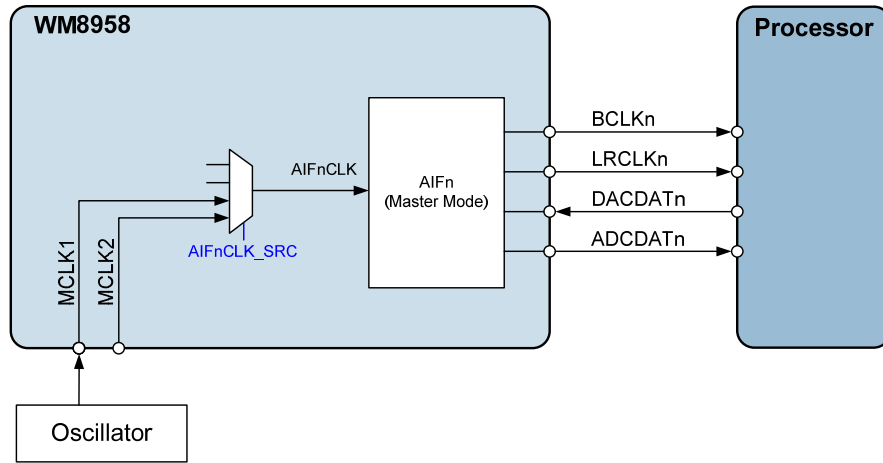 WM8958
Processor
BCLKn
LRCLKn
DACDATn
ADCDATn
AIFnCLK
AIFn
(Master Mode)
AIFnCLK_SRC
MCLK1
MCLK2
Oscillator